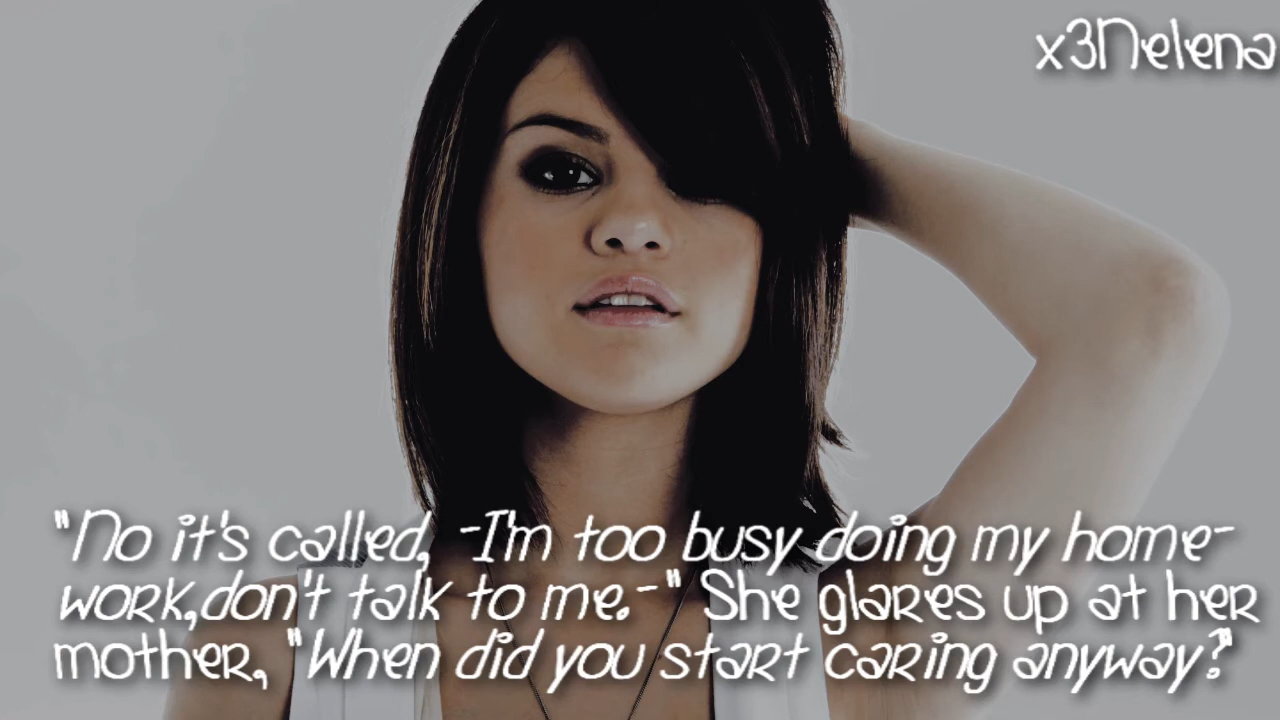 x3Nelena
"No it's called, -I'm too busy doing my home-
work,don't talk to me.-" She glares up at her
mother, "When did you start caring anyway?"